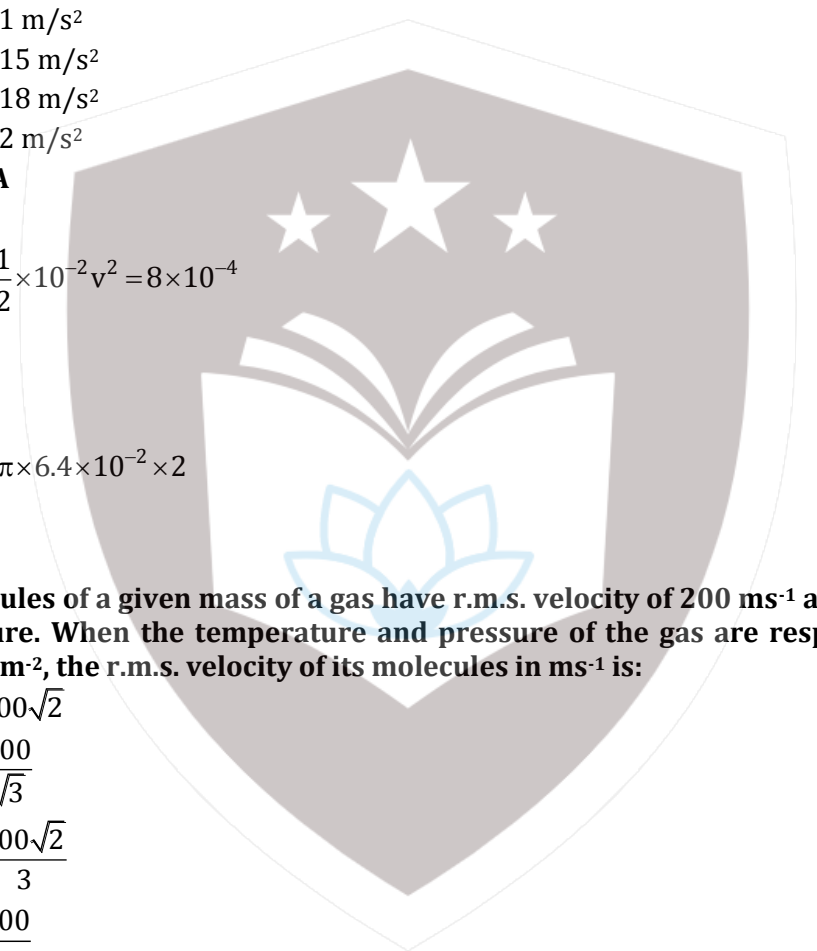 1 m/s²
15 m/s²
18 m/s²
2 m/s²
A
1/2 ×10⁻²v² = 8×10⁻⁴
π×6.4×10⁻²×2
ules of a given mass of a gas have r.m.s. velocity of 200 ms⁻¹ a
ure. When the temperature and pressure of the gas are resp
m⁻², the r.m.s. velocity of its molecules in ms⁻¹ is:
00√2
00/√3
00√2/3
00